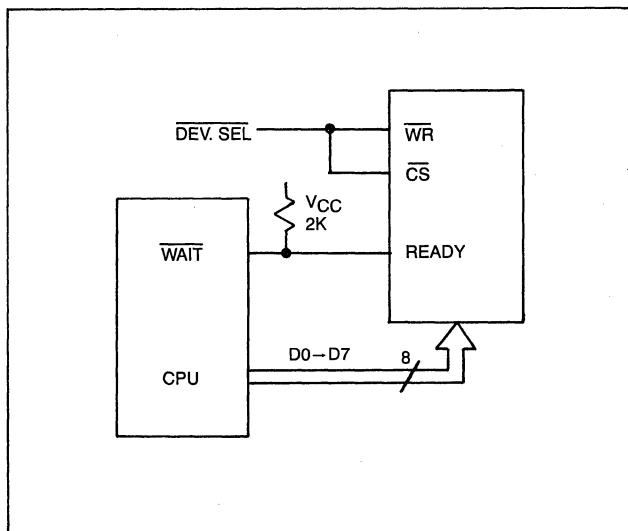 DEV. SEL
WR
CS
VCC
2K
WAIT
READY
D0→D7
8
CPU